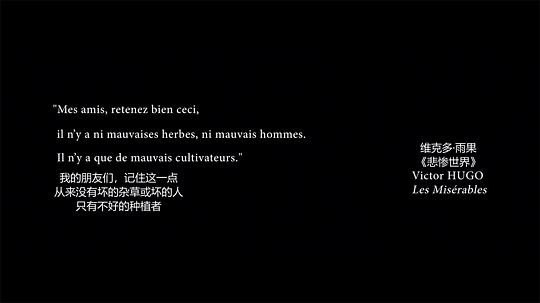 "Mes amis, retenez bien ceci,
il n'y a ni mauvaises herbes, ni mauvais hommes.
Il n'y a que de mauvais cultivateurs."
我的朋友们，记住这一点
从来没有坏的杂草或坏的人
只有不好的种植者
维克多·雨果
《悲惨世界》
Victor HUGO
Les Misérables